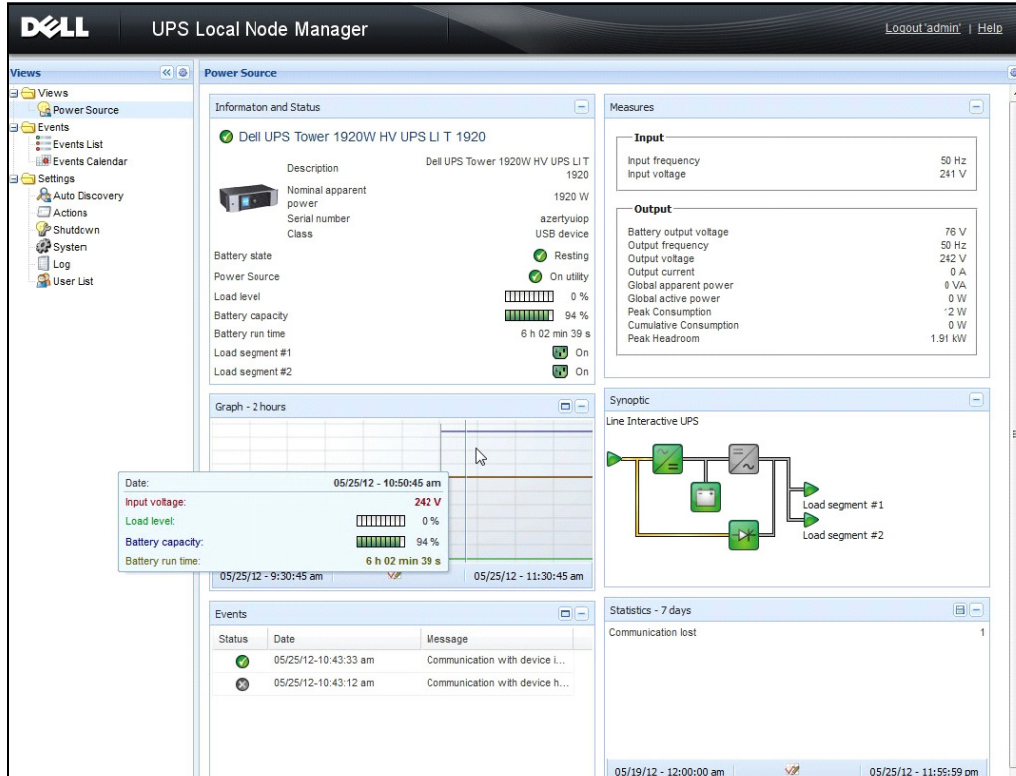 DELL
UPS Local Node Manager
Logout 'admin' | Help
Views
Power Source
Views
Power Source
Events
Events List
Events Calendar
Settings
Auto Discovery
Actions
Shutdown
System
Log
User List
Informaton and Status
Dell UPS Tower 1920W HV UPS LI T 1920
Description
Dell UPS Tower 1920W HV UPS LI T
1920
Nominal apparent
power
1920 W
Serial number azertyuiop
Class USB device
Battery state Resting
Power Source On utility
Load level 0 %
Battery capacity 94 %
Battery run time 6 h 02 min 39 s
Load segment #1 On
Load segment #2 On
Measures
Input
Input frequency 50 Hz
Input voltage 241 V
Output
Battery output voltage 76 V
Output frequency 50 Hz
Output voltage 242 V
Output current 0 A
Global apparent power 0 VA
Global active power 0 W
Peak Consumption 2 W
Cumulative Consumption 0 W
Peak Headroom 1.91 kW
Graph - 2 hours
Date: 05/25/12 - 10:50:45 am
Input voltage: 242 V
Load level: 0 %
Battery capacity: 94 %
Battery run time: 6 h 02 min 39 s
05/25/12 - 9:30:45 am 05/25/12 - 11:30:45 am
Synoptic
Line Interactive UPS
Load segment #1
Load segment #2
Events
Status Date Message
05/25/12-10:43:33 am Communication with device i...
05/25/12-10:43:12 am Communication with device h...
Statistics - 7 days
Communication lost 1
05/19/12 - 12:00:00 am 05/25/12 - 11:59:59 pm